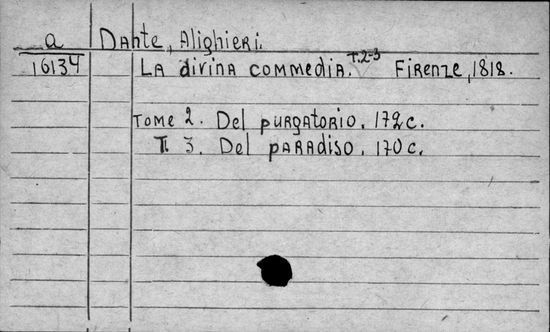 a Dante, Alighieri.
16134 La divina commedia. T.2-3 Firenze, 1818.
Tome 2. Del purgatorio. 172c.
T. 3. Del paradiso. 170c.